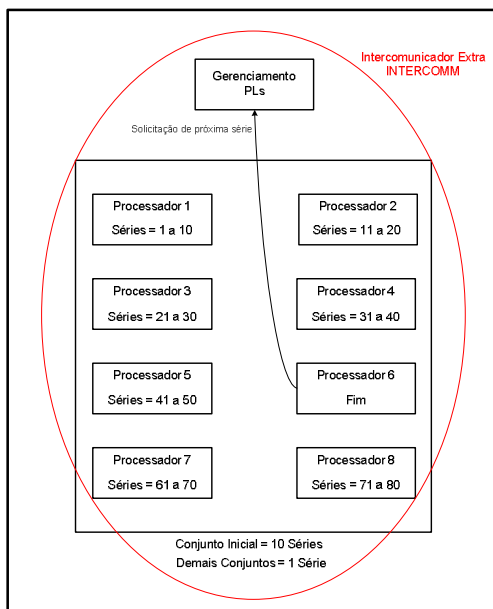 Intercomunicador Extra
INTERCOMM
Gerenciamento
PLs
Solicitação de próxima série
Processador 1
Séries = 1 a 10
Processador 2
Séries = 11 a 20
Processador 3
Séries = 21 a 30
Processador 4
Séries = 31 a 40
Processador 5
Séries = 41 a 50
Processador 6
Fim
Processador 7
Séries = 61 a 70
Processador 8
Séries = 71 a 80
Conjunto Inicial = 10 Séries
Demais Conjuntos = 1 Série